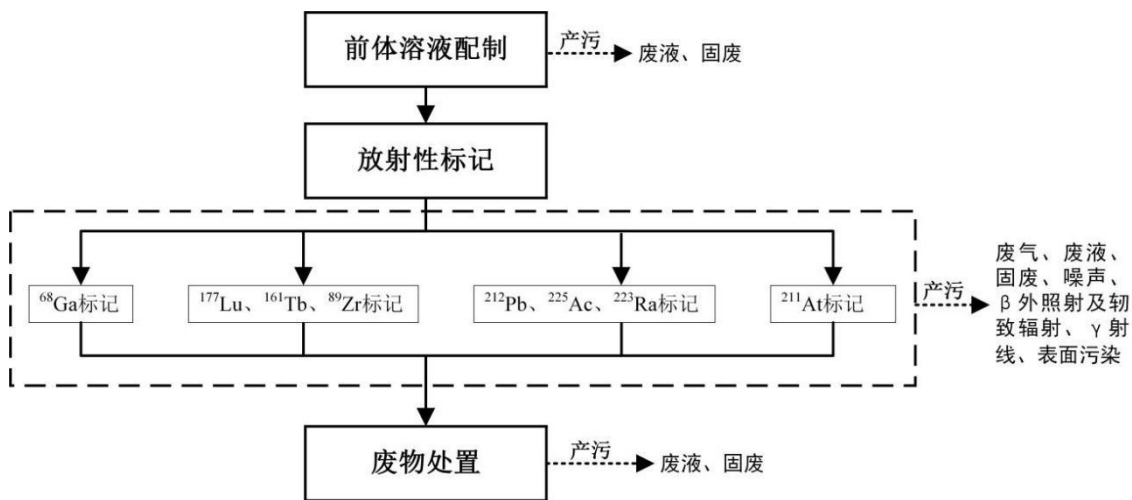 前体溶液配制
产污
废液、固废
放射性标记
⁶⁸Ga标记
¹⁷⁷Lu、¹⁶¹Tb、⁸⁹Zr标记
²¹²Pb、²²⁵Ac、²²³Ra标记
²¹¹At标记
产污
废气、废液、
固废、噪声、
β外照射及轫
致辐射、γ射
线、表面污染
废物处置
产污
废液、固废